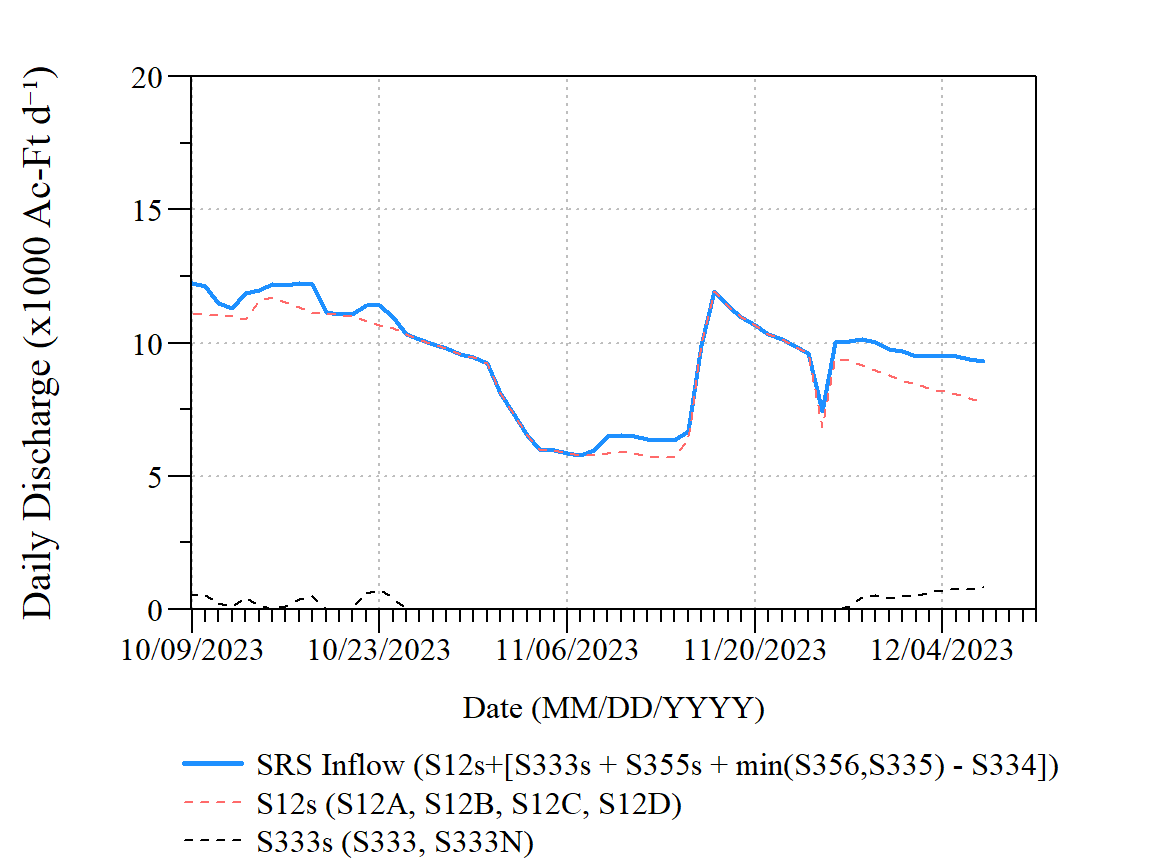 Daily Discharge (x1000 Ac-Ft d⁻¹)
20
15
10
5
0
10/09/2023 10/23/2023 11/06/2023 11/20/2023 12/04/2023
Date (MM/DD/YYYY)
SRS Inflow (S12s+[S333s + S355s + min(S356,S335) - S334])
S12s (S12A, S12B, S12C, S12D)
S333s (S333, S333N)